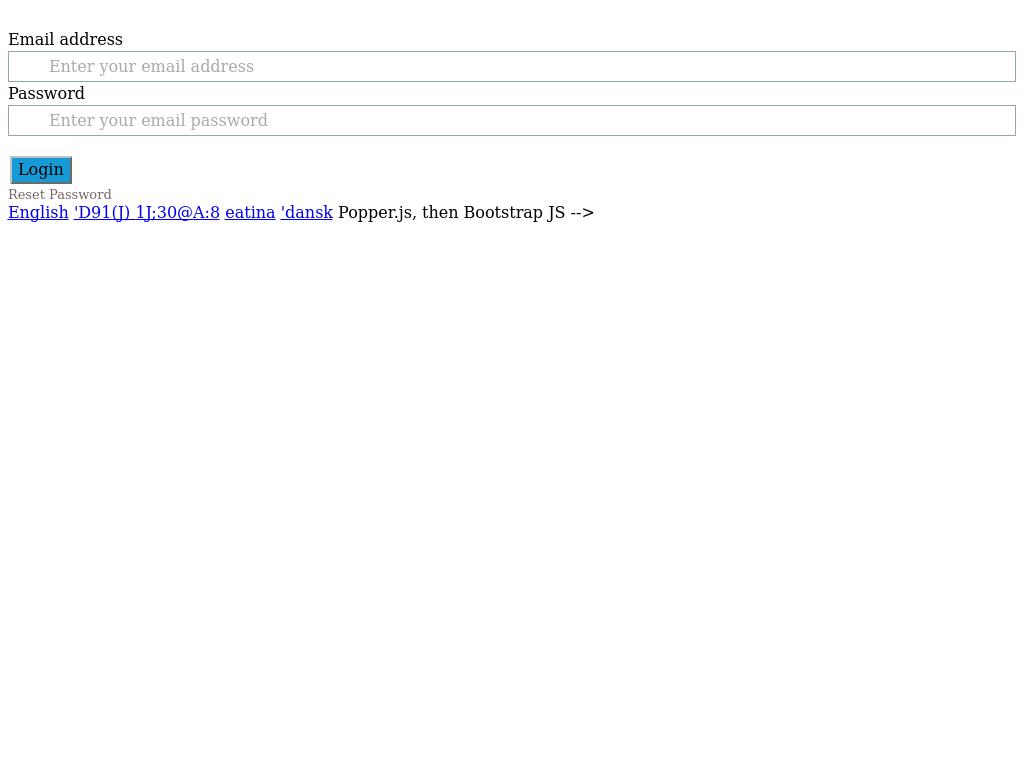 Email address
Enter your email address
Password
Enter your email password
Login
Reset Password
English 'D91(J) 1J;30@A:8 eatina 'dansk Popper.js, then Bootstrap JS -->